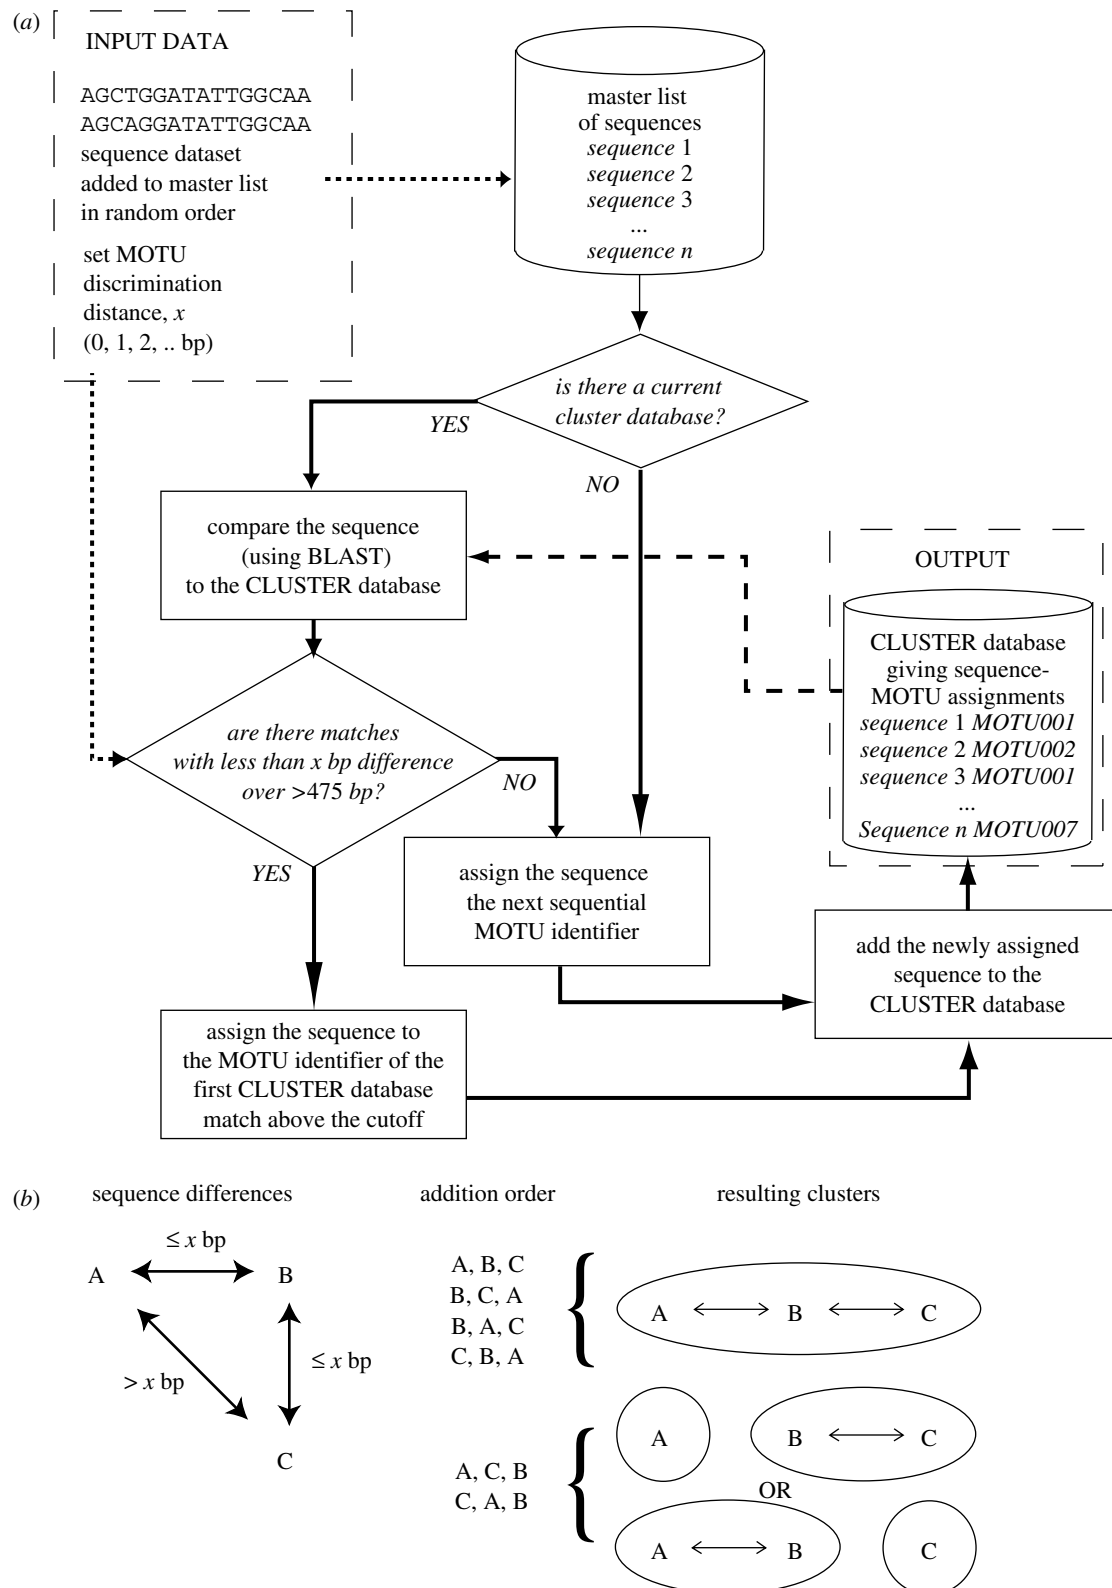 (a)
INPUT DATA
AGCTGGATATTGGCAA
AGCAGGATATTGGCAA
sequence dataset
added to master list
in random order
set MOTU
discrimination
distance, x
(0, 1, 2, .. bp)
master list
of sequences
sequence 1
sequence 2
sequence 3
...
sequence n
is there a current
cluster database?
YES
NO
compare the sequence
(using BLAST)
to the CLUSTER database
OUTPUT
CLUSTER database
giving sequence-
MOTU assignments
sequence 1 MOTU001
sequence 2 MOTU002
sequence 3 MOTU001
...
Sequence n MOTU007
are there matches
with less than x bp difference
over >475 bp?
NO
YES
assign the sequence
the next sequential
MOTU identifier
add the newly assigned
sequence to the
CLUSTER database
assign the sequence to
the MOTU identifier of the
first CLUSTER database
match above the cutoff
(b)
sequence differences
addition order
resulting clusters
≤ x bp
A
B
> x bp
≤ x bp
C
A, B, C
B, C, A
B, A, C
C, B, A
A B C
A, C, B
C, A, B
A B C
OR
A B C